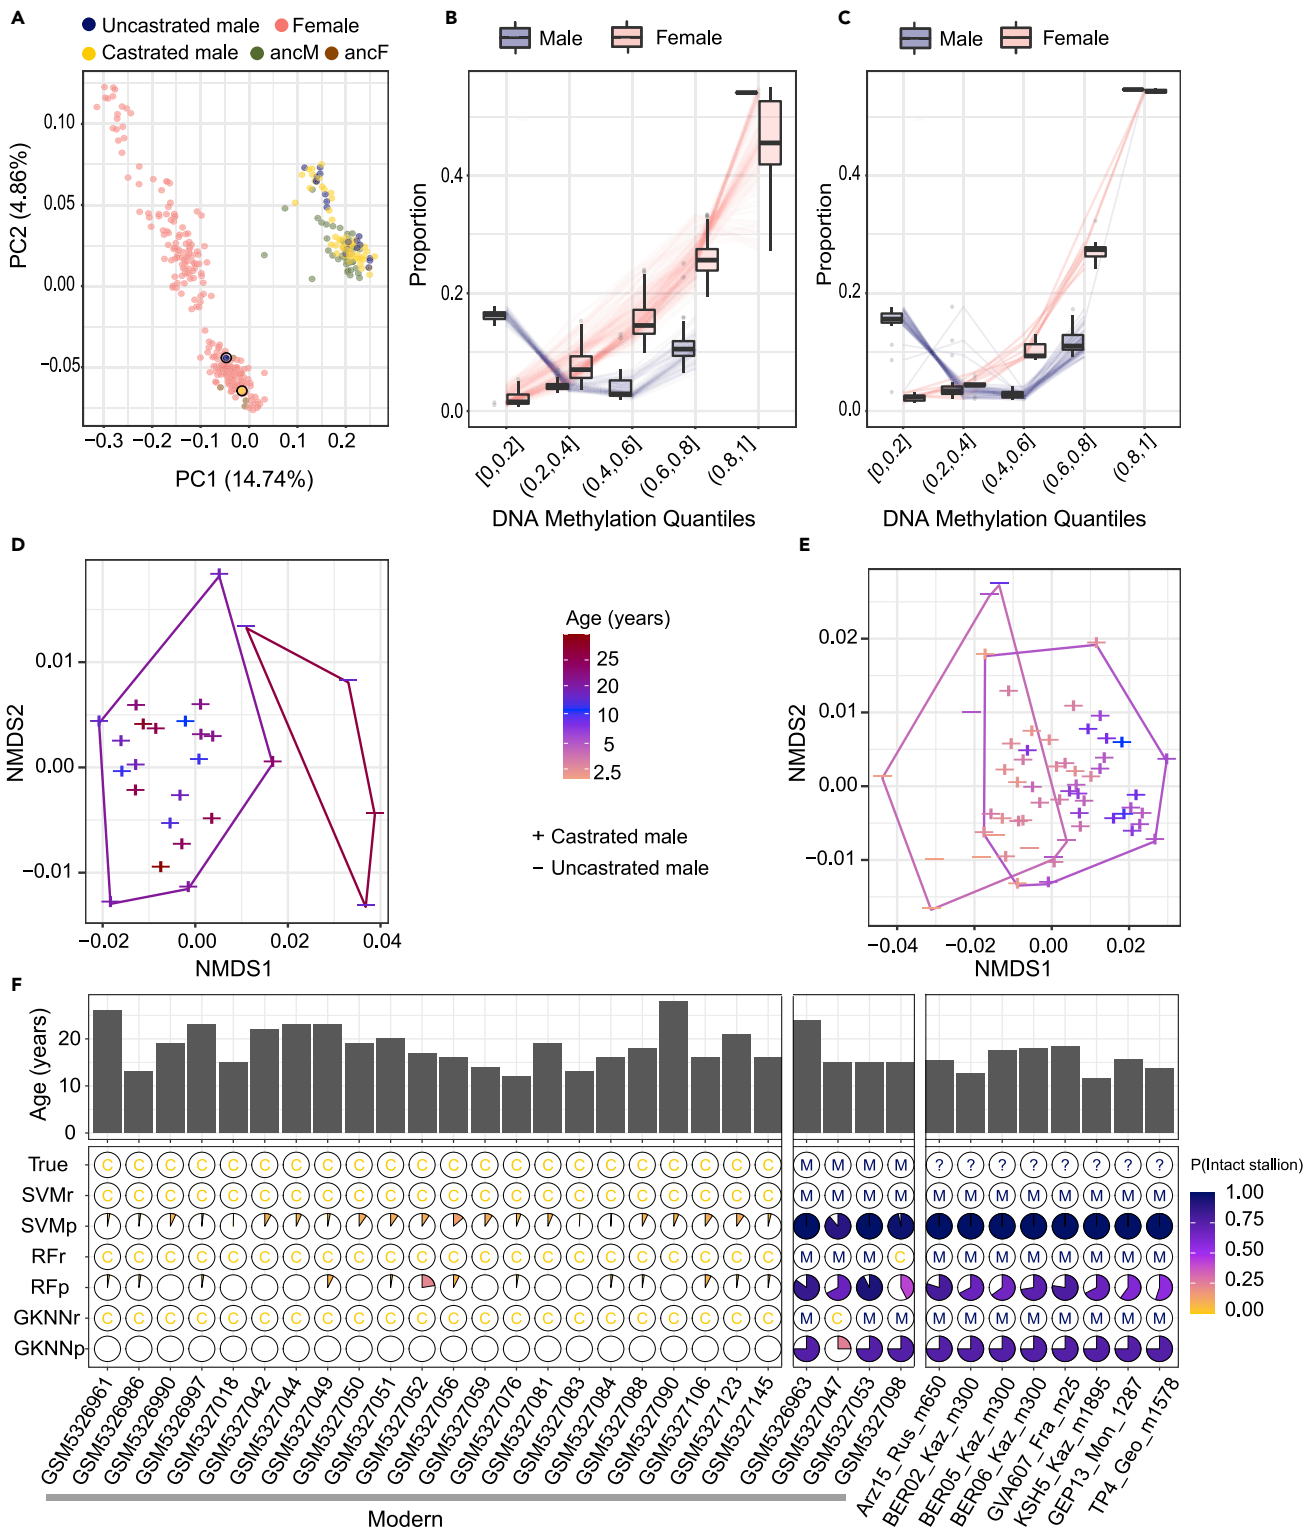 A
Uncastrated male
Female
Castrated male
ancM
ancF
PC2 (4.86%)
0.10
0.05
0.00
−0.05
−0.3
−0.2
−0.1
0.0
0.1
0.2
PC1 (14.74%)
B
Male
Female
Proportion
0.4
0.2
0.0
[0,0.2]
(0.2,0.4]
(0.4,0.6]
(0.6,0.8]
(0.8,1]
DNA Methylation Quantiles
C
Male
Female
Proportion
0.4
0.2
0.0
[0,0.2]
(0.2,0.4]
(0.4,0.6]
(0.6,0.8]
(0.8,1]
DNA Methylation Quantiles
D
NMDS2
0.01
0.00
−0.01
−0.02
0.00
0.02
0.04
NMDS1
Age (years)
25
20
10
5
2.5
+ Castrated male
− Uncastrated male
E
NMDS2
0.02
0.01
0.00
−0.01
−0.04
−0.02
0.00
0.02
NMDS1
F
Age (years)
20
10
0
True C C C C C C C C C C C C C C C C C C C C C C M M M M ? ? ? ? ? ? ? ?
SVMr C C C C C C C C C C C C C C C C C C C C C C M M M M M M M M M M M M
SVMp
RFr C C C C C C C C C C C C C C C C C C C C C C M M M C M M M M M M M M
RFp
GKNNr C C C C C C C C C C C C C C C C C C C C C C M C M M M M M M M M M M
GKNNp
P(Intact stallion)
1.00
0.75
0.50
0.25
0.00
GSM5326961
GSM5326986
GSM5326990
GSM5326997
GSM5327018
GSM5327042
GSM5327044
GSM5327049
GSM5327050
GSM5327051
GSM5327052
GSM5327056
GSM5327059
GSM5327076
GSM5327081
GSM5327083
GSM5327084
GSM5327088
GSM5327090
GSM5327106
GSM5327123
GSM5327145
GSM5326963
GSM5327047
GSM5327053
GSM5327098
Arz15_Rus_m650
BER02_Kaz_m300
BER05_Kaz_m300
BER06_Kaz_m300
GVA607_Fra_m25
KSH5_Kaz_m1895
GEP13_Mon_1287
TP4_Geo_m1578
Modern